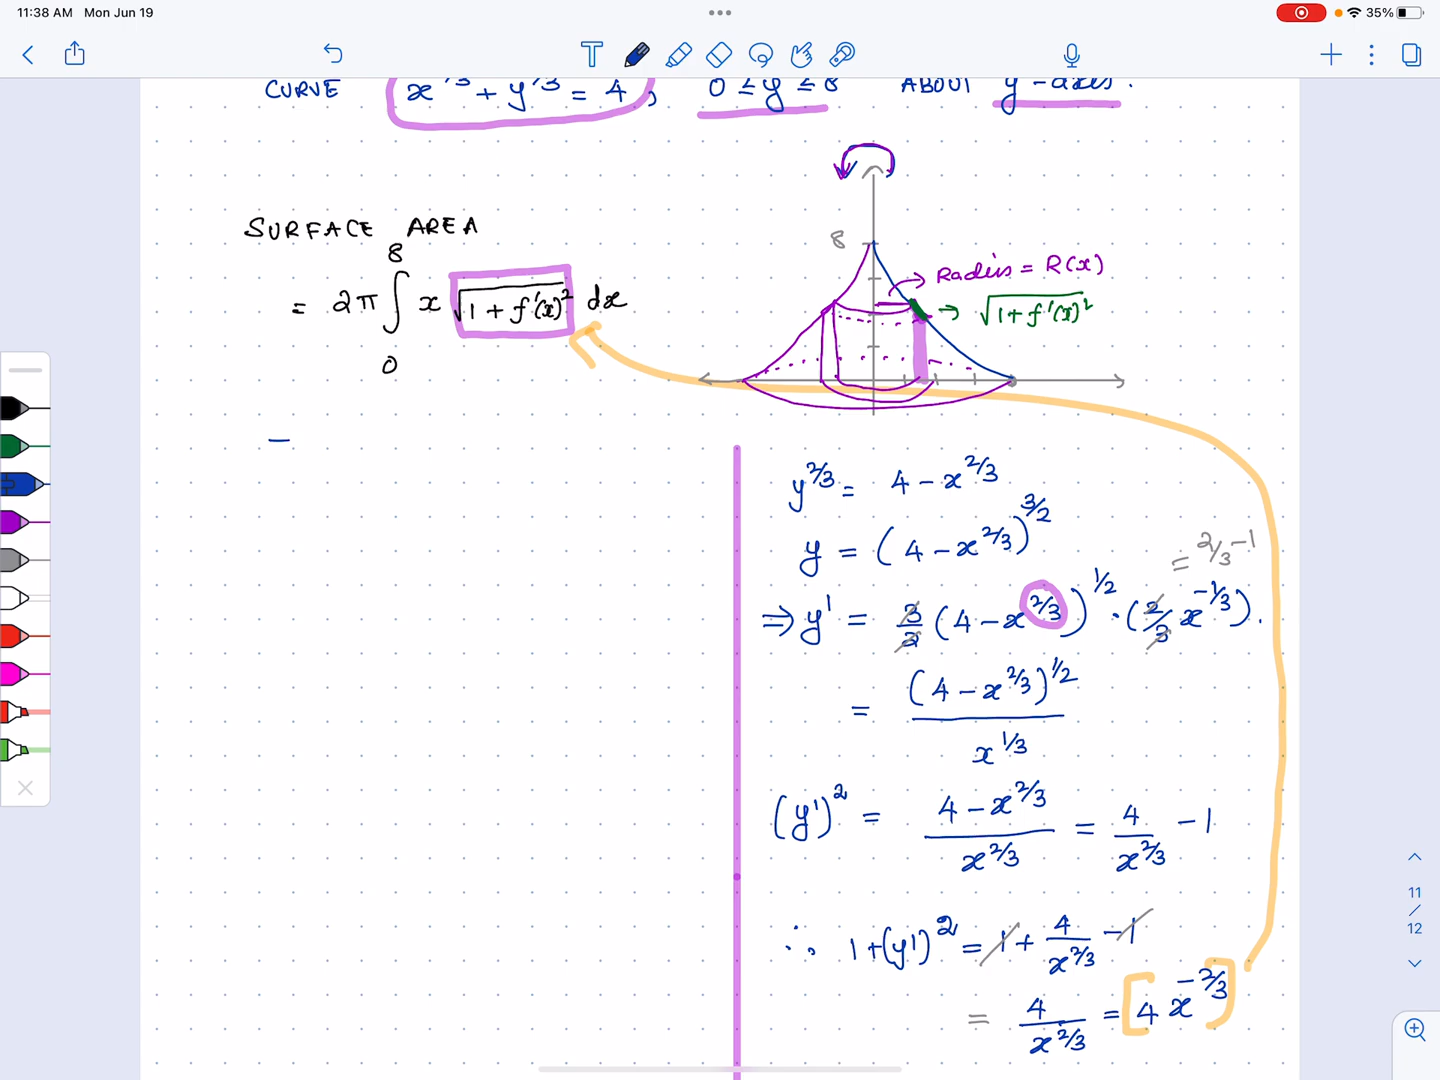 11:38 AM Mon Jun 19
35%
T
CURVE x^2/3 + y^2/3 = 4, 0 ≤ y ≤ 8 ABOUT y-axis.
SURFACE AREA
= 2π ∫_0^8 x √(1 + f'(x)^2) dx
8
Radius = R(x)
→ √(1 + f'(x)^2)
y^2/3 = 4 - x^2/3
y = (4 - x^2/3)^3/2
= 2/3 - 1
⇒ y' = 3/2 (4 - x^2/3)^1/2 · (2/3 x^-1/3).
= (4 - x^2/3)^1/2 / x^1/3
(y')^2 = (4 - x^2/3) / x^2/3 = 4 / x^2/3 - 1
∴ 1 + (y')^2 = 1 + 4 / x^2/3 - 1
= 4 / x^2/3 = [4 x^-2/3]
11
/
12